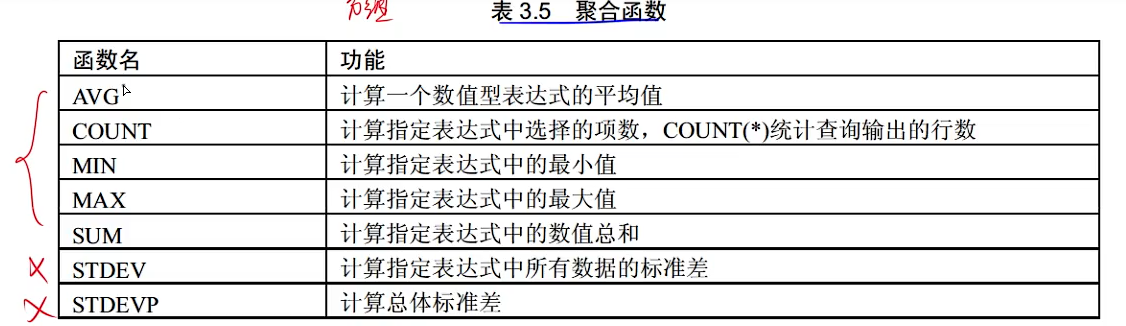 表 3.5 聚合函数
函数名 功能
AVG 计算一个数值型表达式的平均值
COUNT 计算指定表达式中选择的项数，COUNT(*)统计查询输出的行数
MIN 计算指定表达式中的最小值
MAX 计算指定表达式中的最大值
SUM 计算指定表达式中的数值总和
STDEV 计算指定表达式中所有数据的标准差
STDEVP 计算总体标准差